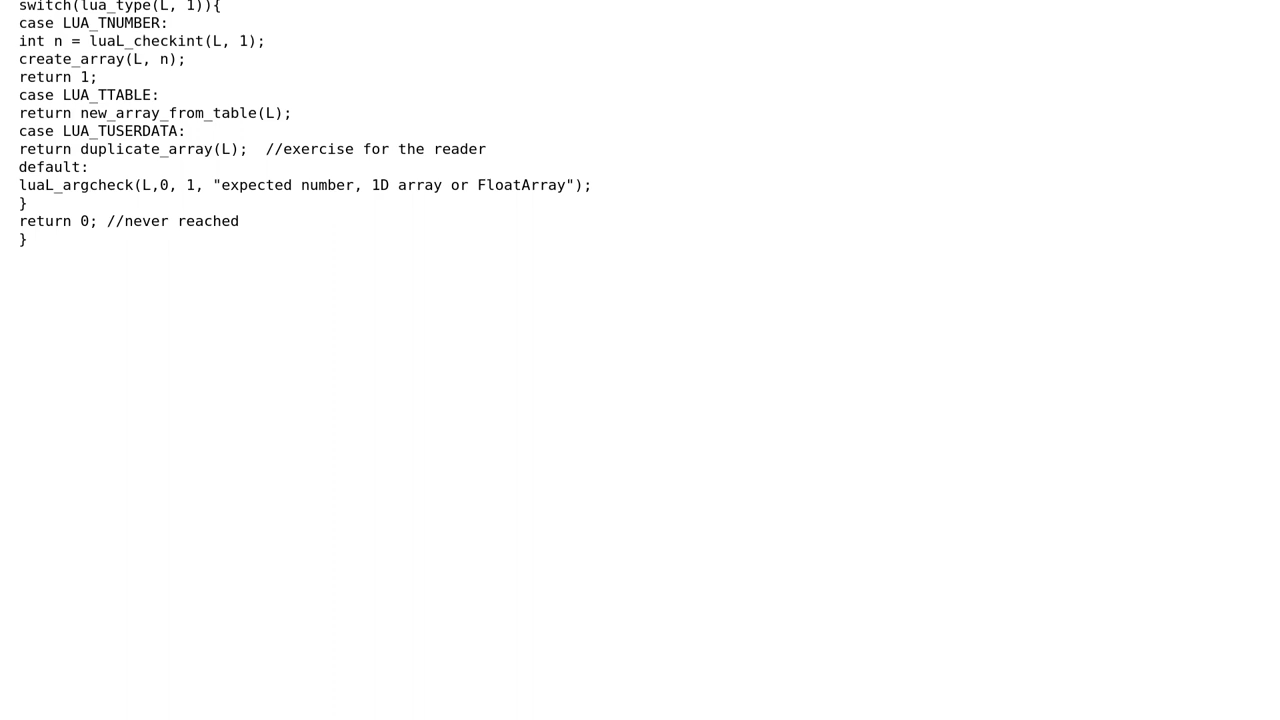 switch(lua_type(L, 1)){
case LUA_TNUMBER:
int n = luaL_checkint(L, 1);
create_array(L, n);
return 1;
case LUA_TTABLE:
return new_array_from_table(L);
case LUA_TUSERDATA:
return duplicate_array(L);  //exercise for the reader
default:
luaL_argcheck(L,0, 1, "expected number, 1D array or FloatArray");
}
return 0; //never reached
}